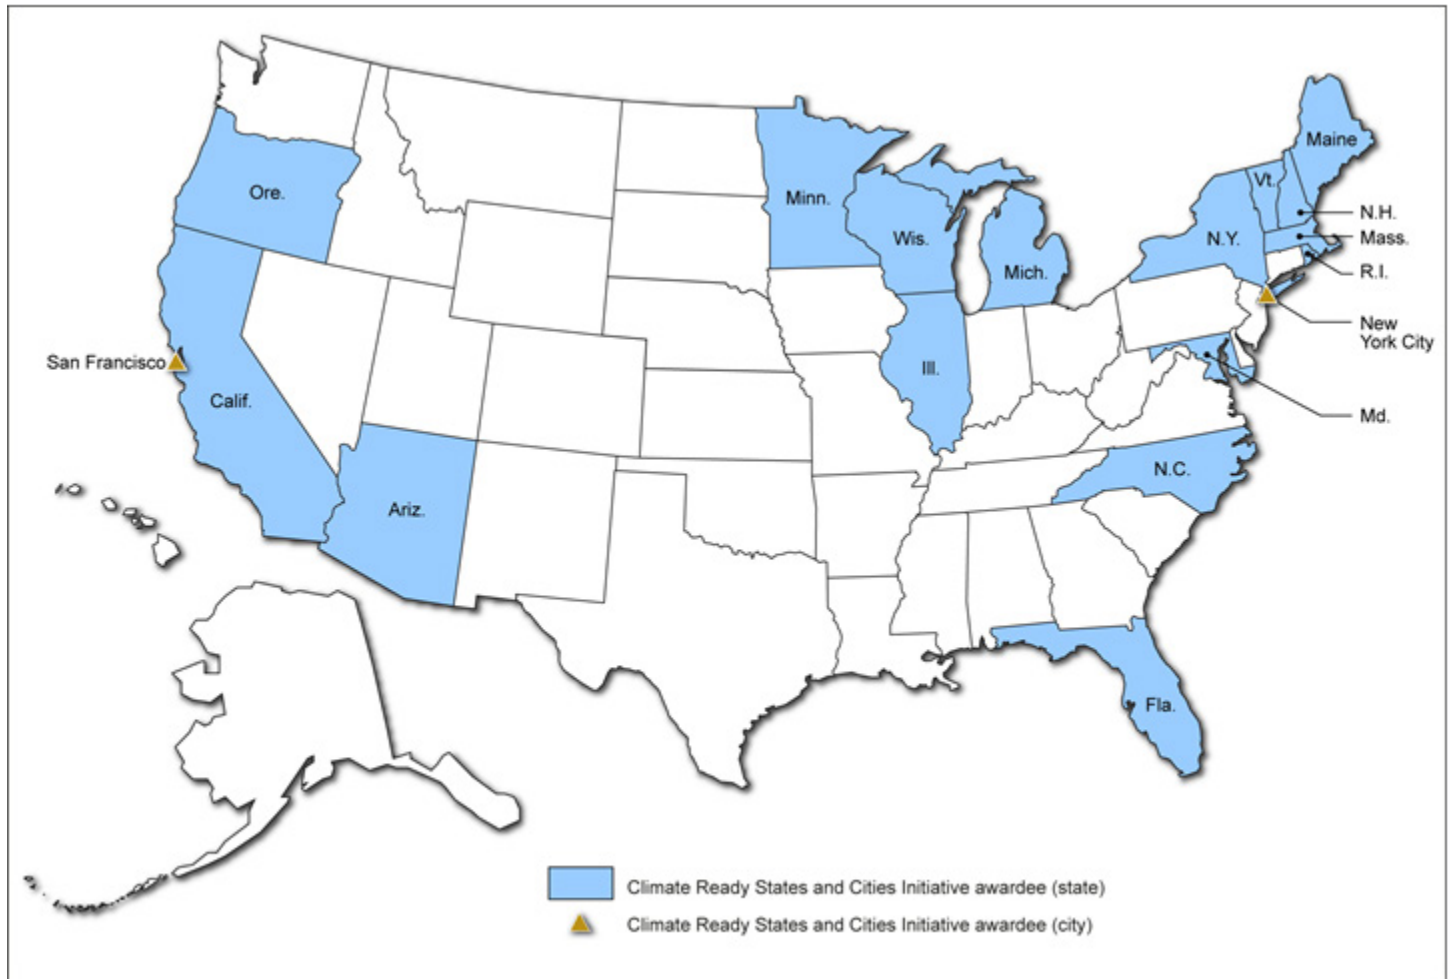 Maine
Vt.
Ore.
Minn.
N.H.
Wis.
N.Y.
Mass.
Mich.
R.I.
New
York City
San Francisco
Ill.
Calif.
Md.
N.C.
Ariz.
Fla.
Climate Ready States and Cities Initiative awardee (state)
Climate Ready States and Cities Initiative awardee (city)